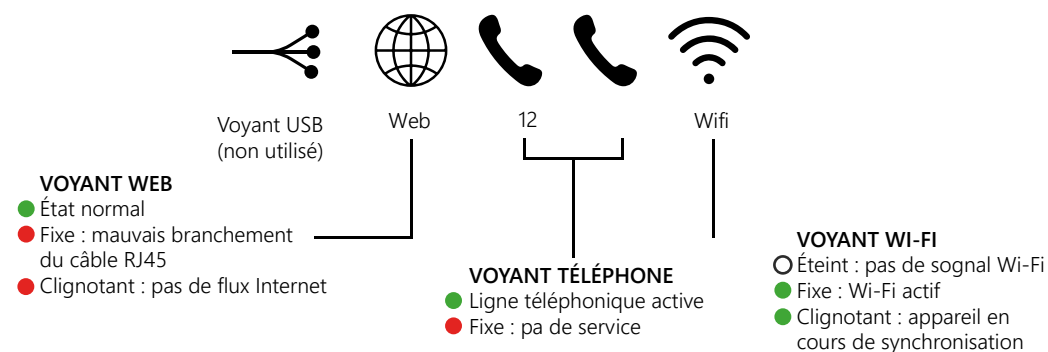 Voyant USB
(non utilisé)
Web
12
Wifi
VOYANT WEB
État normal
Fixe : mauvais branchement
du câble RJ45
Clignotant : pas de flux Internet
VOYANT TÉLÉPHONE
Ligne téléphonique active
Fixe : pa de service
VOYANT WI-FI
Éteint : pas de sognal Wi-Fi
Fixe : Wi-Fi actif
Clignotant : appareil en
cours de synchronisation